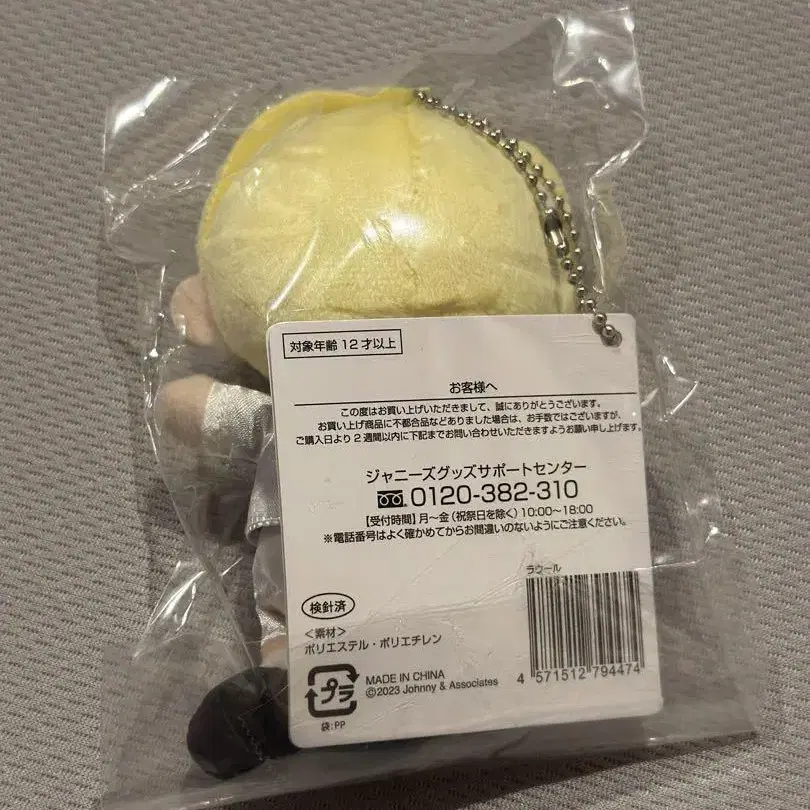 対象年齢 12 才以上
お客様へ
この度はお買い上げいただきまして、誠にありがとうございます。
お買い上げ商品に不都合品などありました場合は、お手数ではございますが、
ご購入日より2週間以内に下記までお問い合わせいただきますようお願い申し上げます。
ジャニーズグッズサポートセンター
0120-382-310
【受付時間】月～金（祝祭日を除く）10:00～18:00
※電話番号はよく確かめてからお間違いのないようにご注意ください。
ラウール
検針済
＜素材＞
ポリエステル・ポリエチレン
プラ
袋:PP
MADE IN CHINA
©2023 Johnny & Associates
4 571512 794474